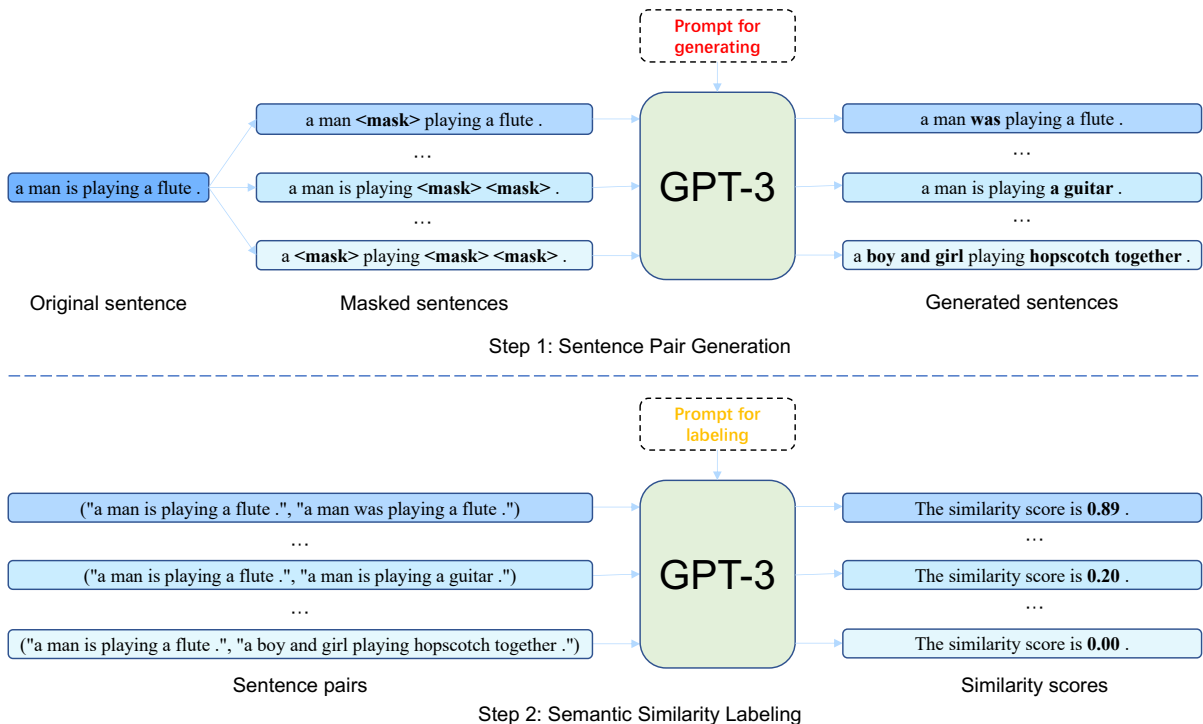 Prompt for
generating
a man <mask> playing a flute .
a man was playing a flute .
...
...
a man is playing a flute .
a man is playing <mask> <mask> .
GPT-3
a man is playing a guitar .
...
...
a <mask> playing <mask> <mask> .
a boy and girl playing hopscotch together .
Original sentence
Masked sentences
Generated sentences
Step 1: Sentence Pair Generation
Prompt for
labeling
("a man is playing a flute .", "a man was playing a flute .")
The similarity score is 0.89 .
...
...
("a man is playing a flute .", "a man is playing a guitar .")
GPT-3
The similarity score is 0.20 .
...
...
("a man is playing a flute .", "a boy and girl playing hopscotch together .")
The similarity score is 0.00 .
Sentence pairs
Similarity scores
Step 2: Semantic Similarity Labeling